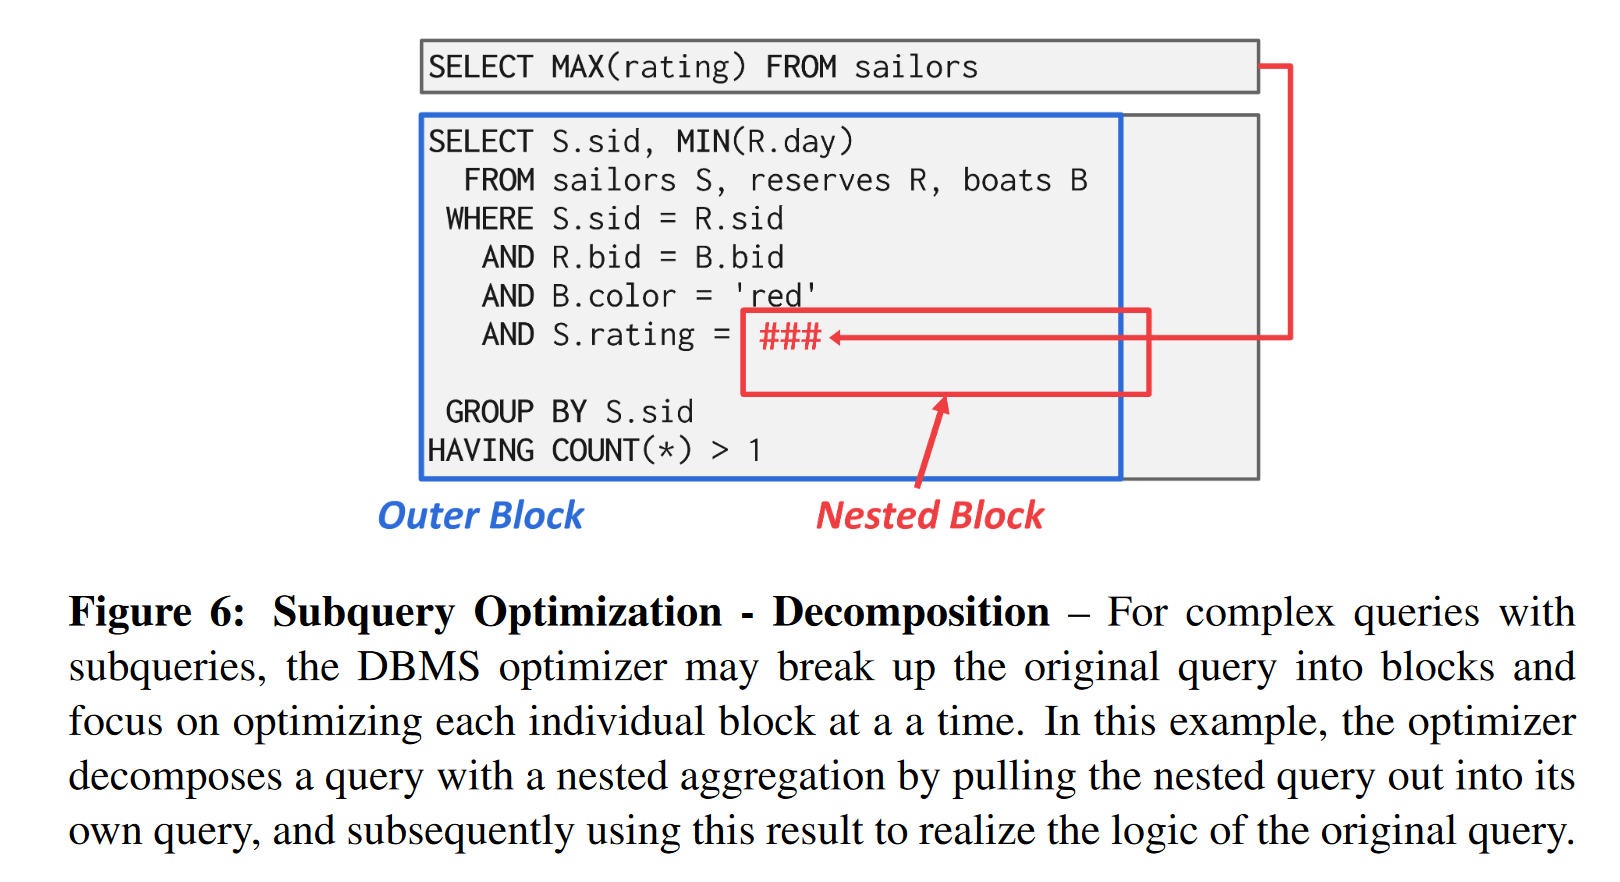 SELECT MAX(rating) FROM sailors
SELECT S.sid, MIN(R.day)
FROM sailors S, reserves R, boats B
WHERE S.sid = R.sid
AND R.bid = B.bid
AND B.color = 'red'
AND S.rating = ###
GROUP BY S.sid
HAVING COUNT(*) > 1
Outer Block
Nested Block
Figure 6: Subquery Optimization - Decomposition – For complex queries with
subqueries, the DBMS optimizer may break up the original query into blocks and
focus on optimizing each individual block at a a time. In this example, the optimizer
decomposes a query with a nested aggregation by pulling the nested query out into its
own query, and subsequently using this result to realize the logic of the original query.